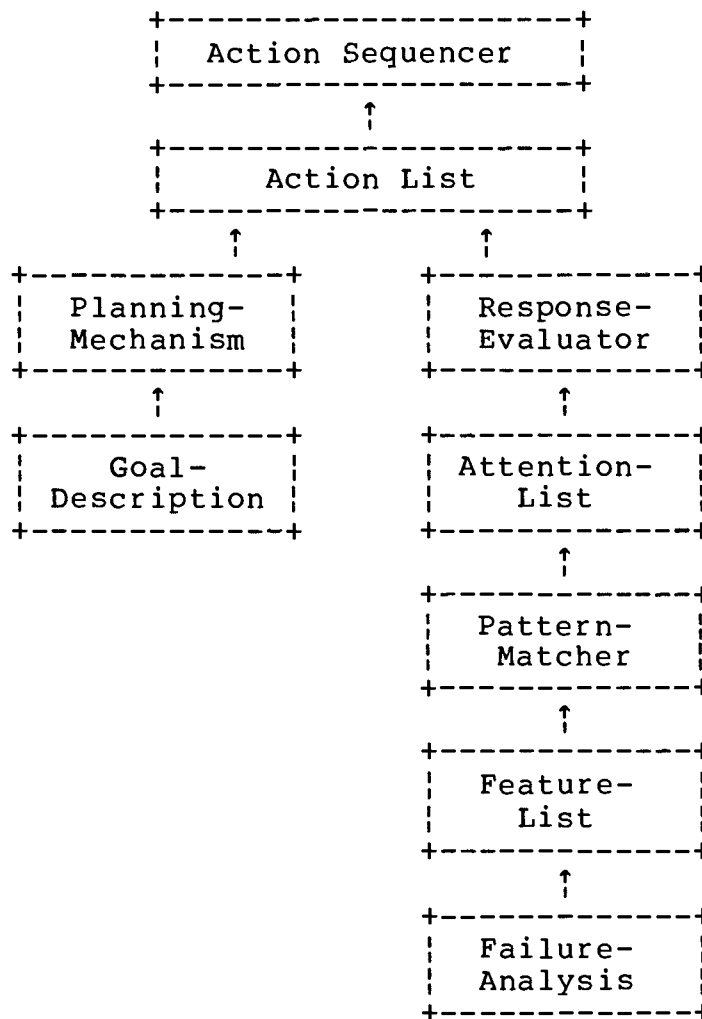 Action Sequencer
Action List
Planning-
Mechanism
Response-
Evaluator
Goal-
Description
Attention-
List
Pattern-
Matcher
Feature-
List
Failure-
Analysis